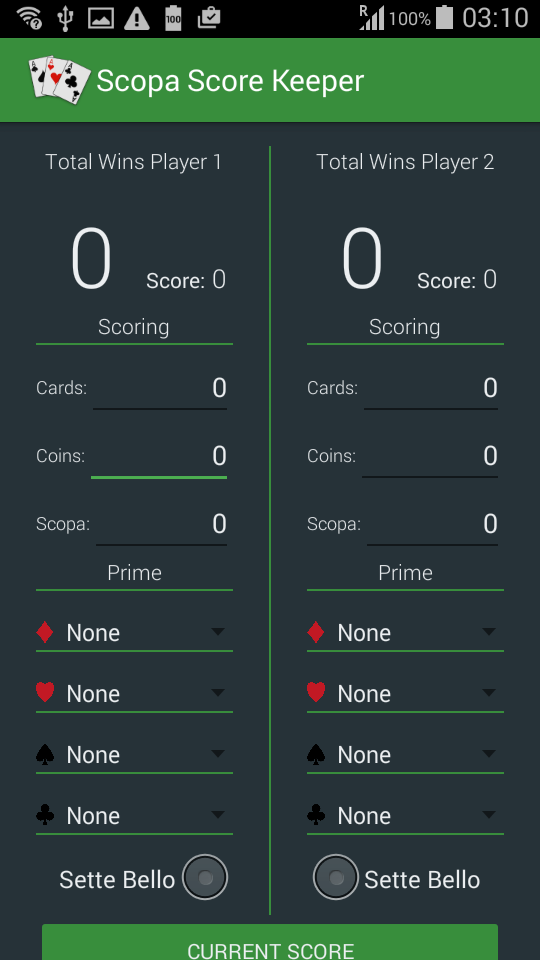 R 100% 03:10
100
Scopa Score Keeper
Total Wins Player 1
0 Score: 0
Scoring
Cards: 0
Coins: 0
Scopa: 0
Prime
None
None
None
None
Sette Bello
Total Wins Player 2
0 Score: 0
Scoring
Cards: 0
Coins: 0
Scopa: 0
Prime
None
None
None
None
Sette Bello
CURRENT SCORE